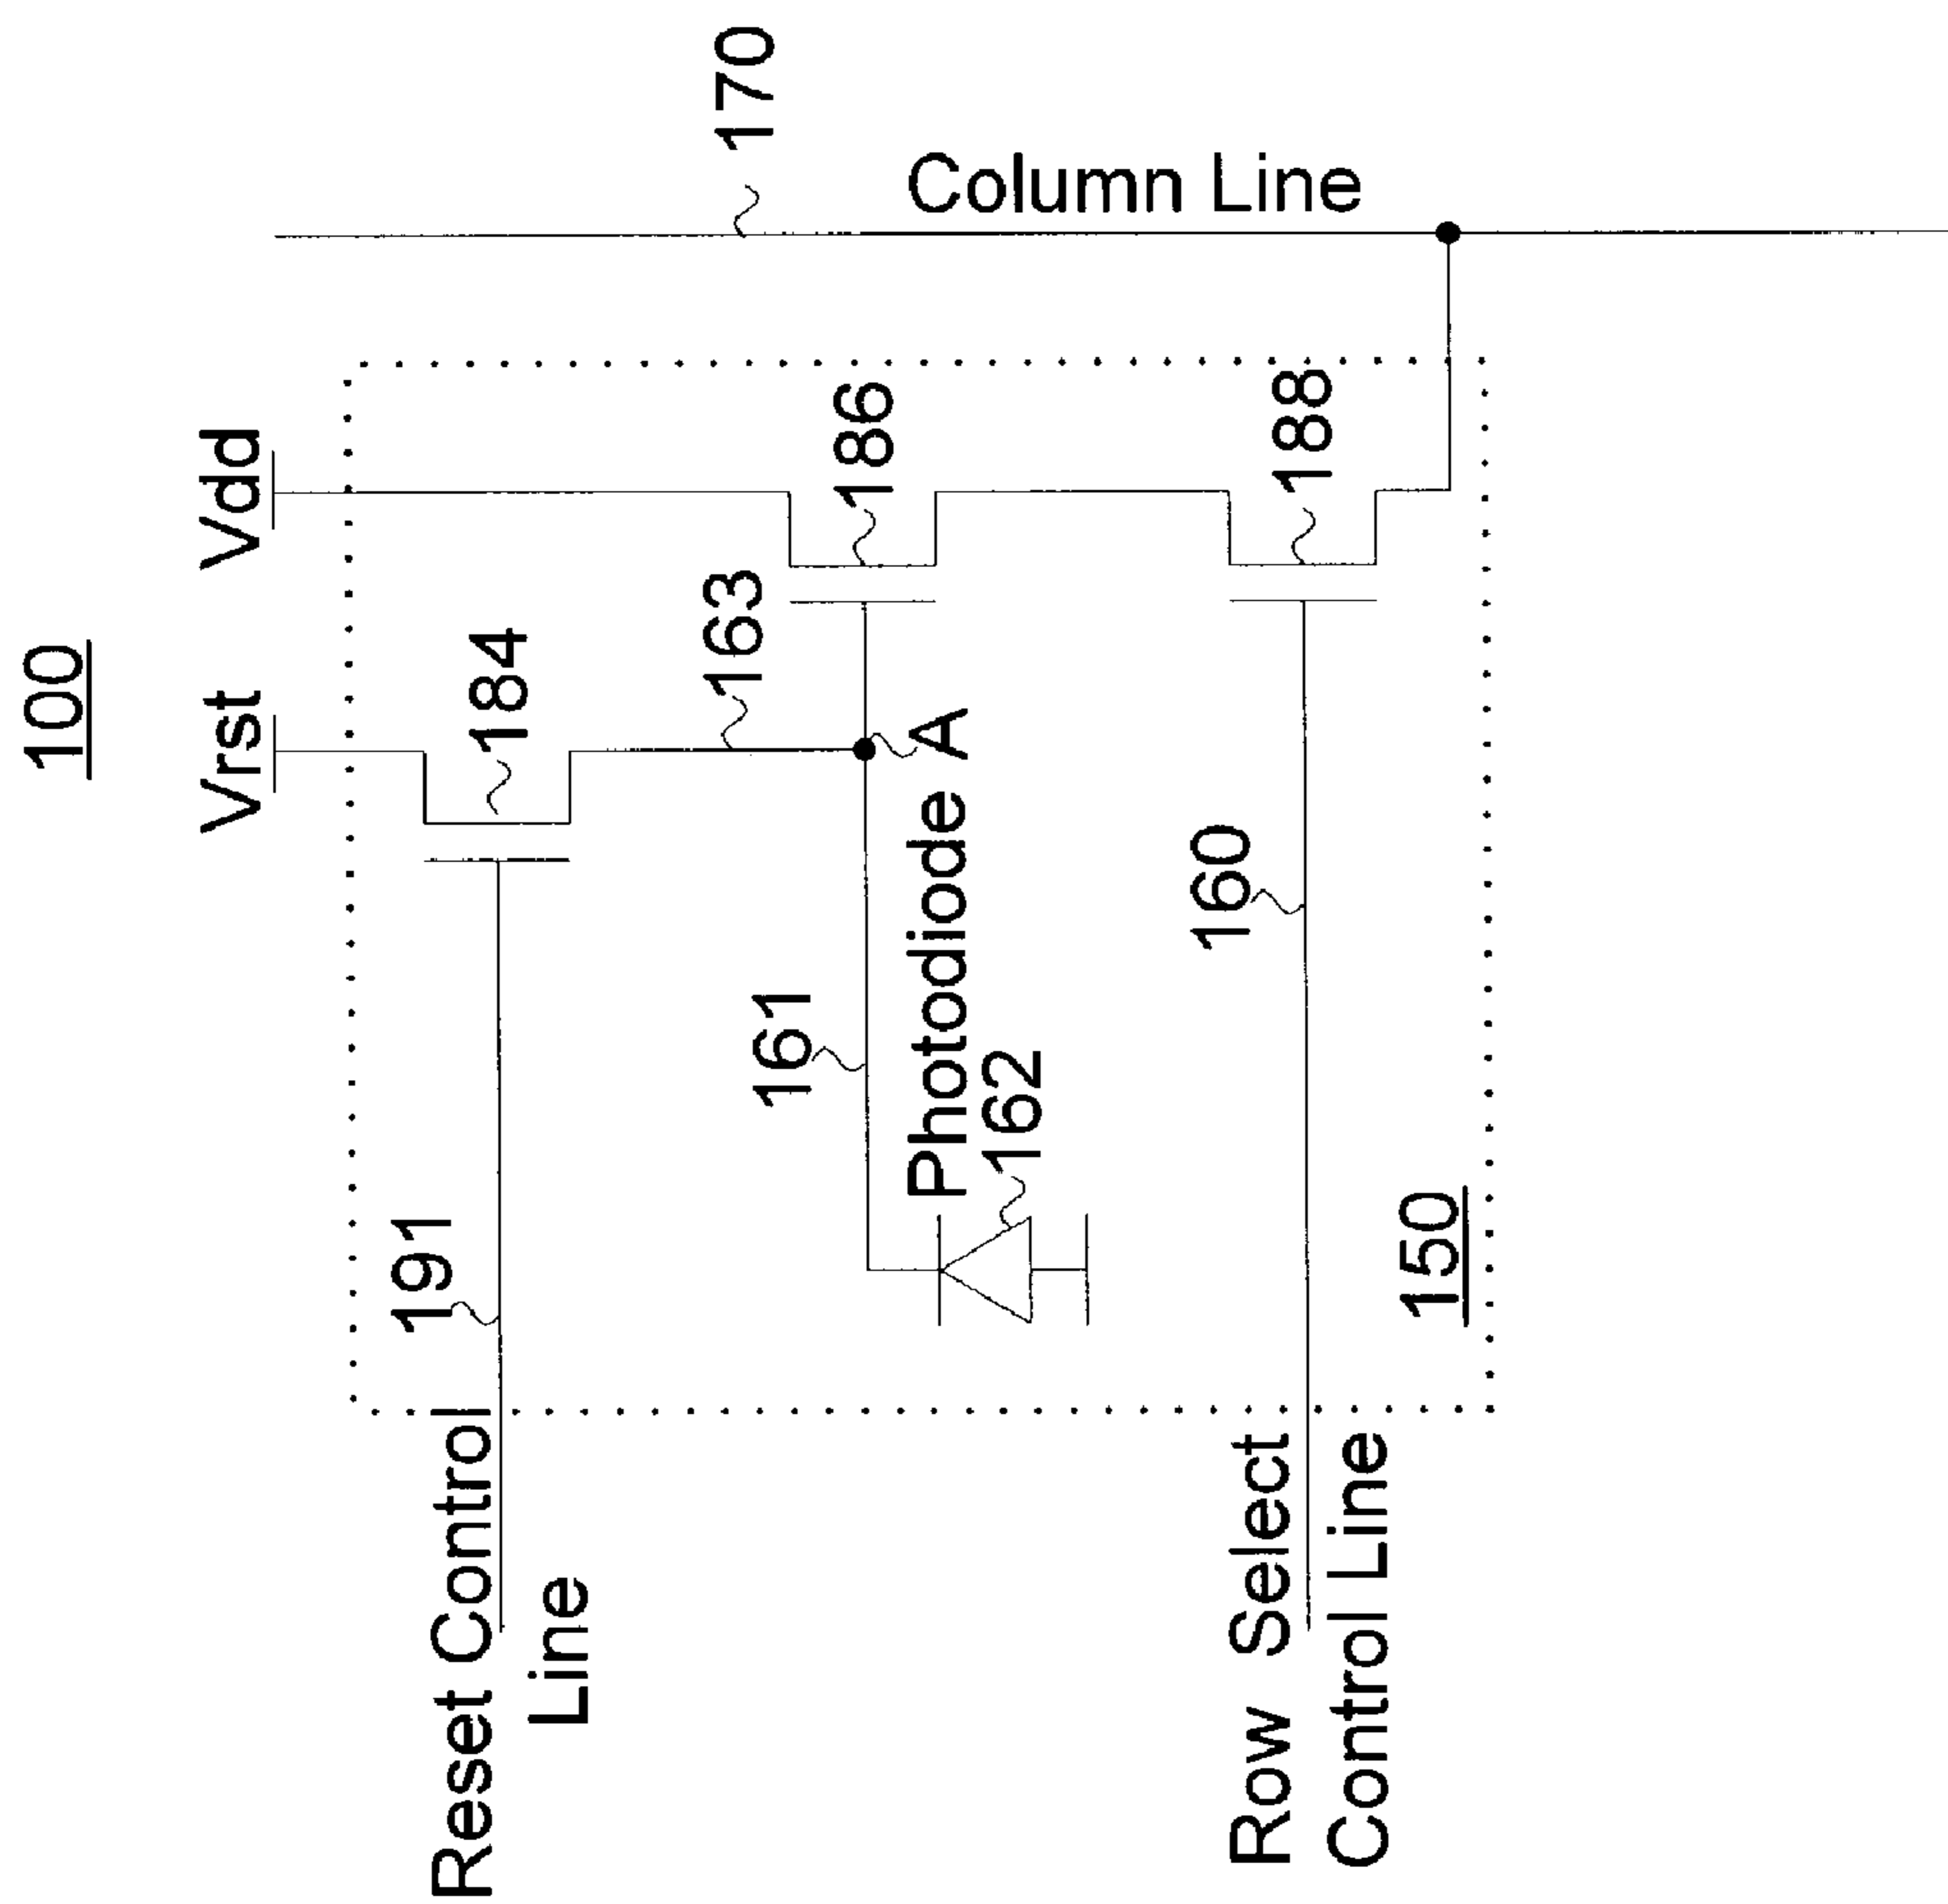 100
Vrst
Vdd
184
163
186
170
Column Line
191
Reset Control
Line
161
A
Photodiode
162
188
160
Row Select
Control Line
150